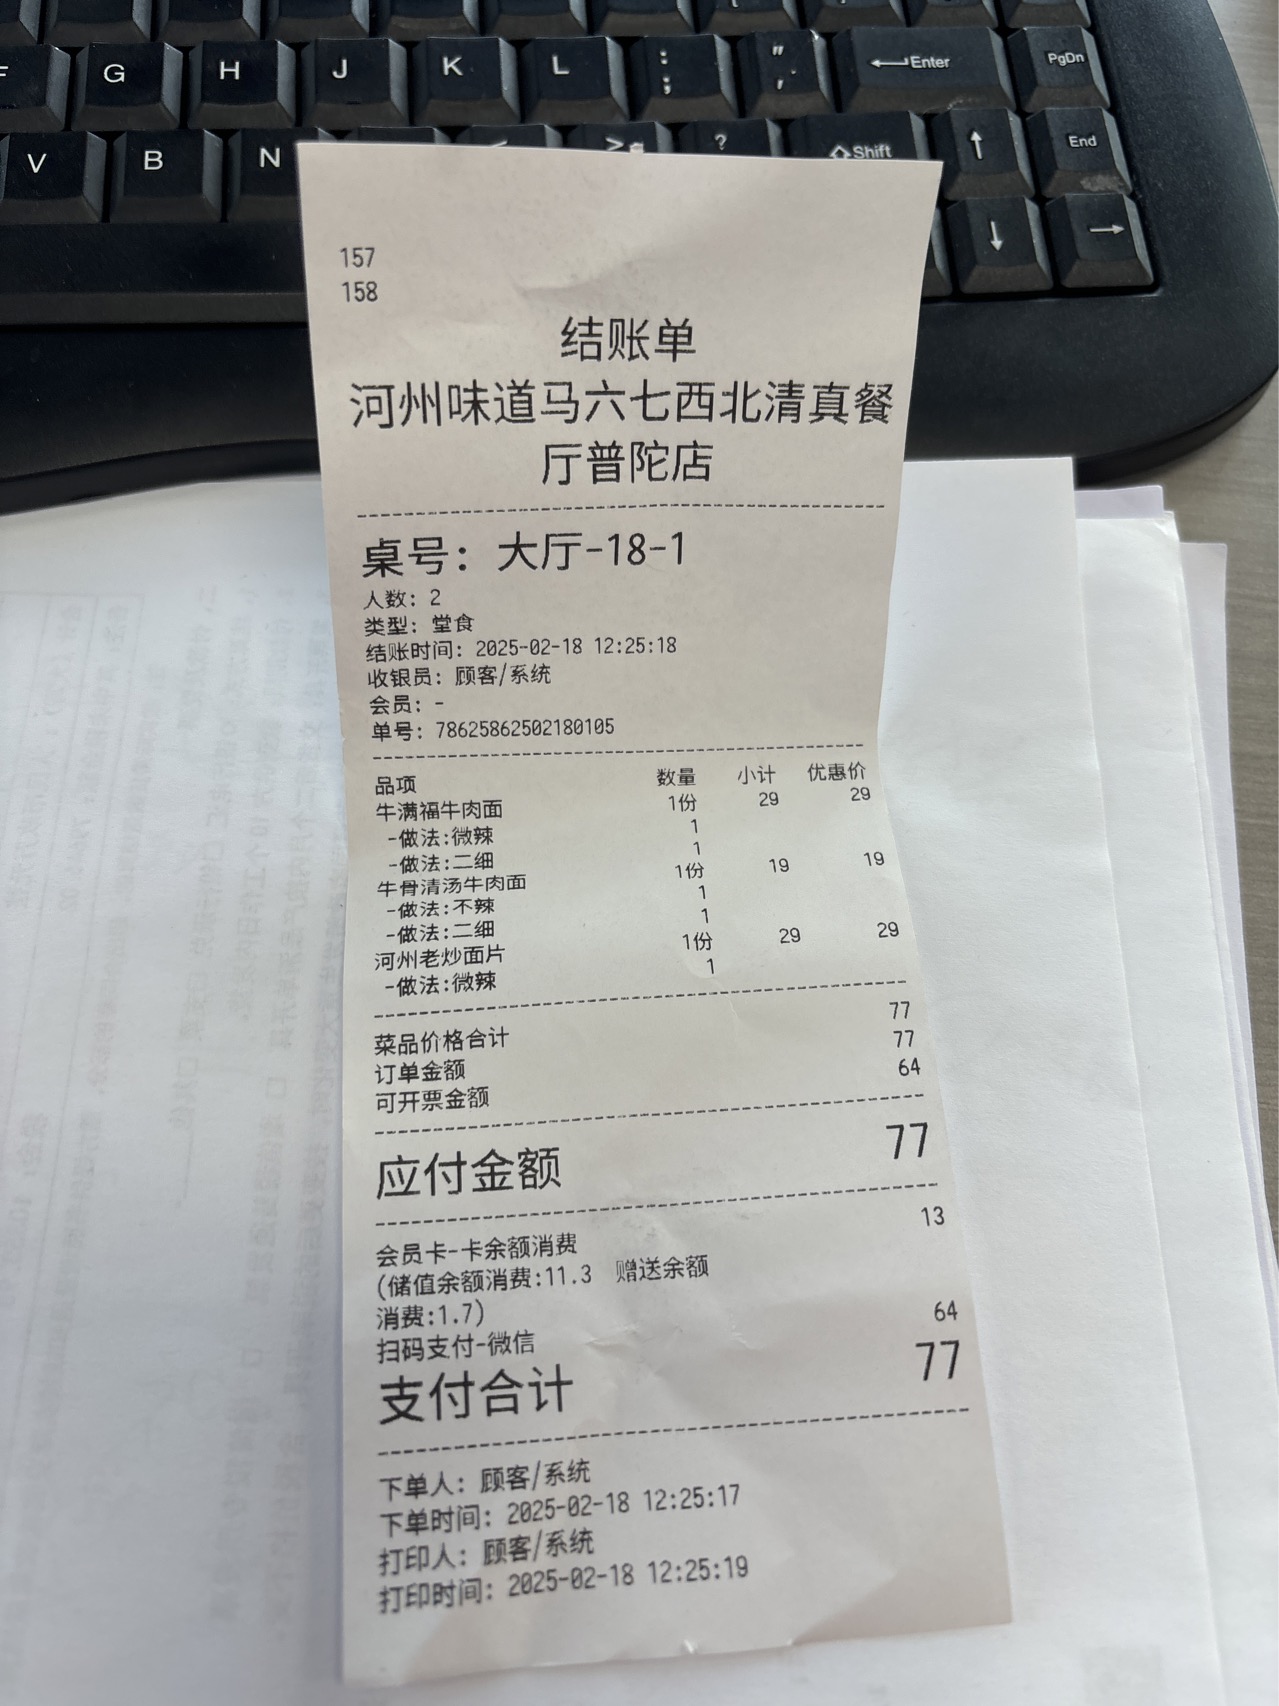 G H J K L : ; " ' ←Enter PgDn
V B N ? ⇧Shift ↑ End
↓ →
157
158
结账单
河州味道马六七西北清真餐
厅普陀店
桌号：大厅-18-1
人数：2
类型：堂食
结账时间：2025-02-18 12:25:18
收银员：顾客/系统
会员：-
单号：78625862502180105
品项 数量 小计 优惠价
牛满福牛肉面 1份 29 29
-做法:微辣 1
-做法:二细 1
牛骨清汤牛肉面 1份 19 19
-做法:不辣 1
-做法:二细 1
河州老炒面片 1份 29 29
-做法:微辣 1
菜品价格合计 77
订单金额 77
可开票金额 64
应付金额 77
会员卡-卡余额消费 13
(储值余额消费:11.3 赠送余额
消费:1.7)
扫码支付-微信 64
支付合计 77
下单人：顾客/系统
下单时间：2025-02-18 12:25:17
打印人：顾客/系统
打印时间：2025-02-18 12:25:19